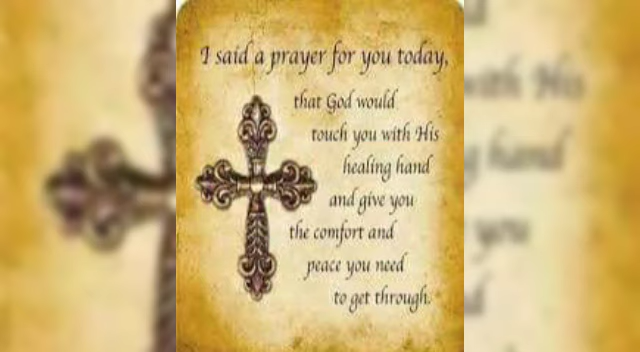 I said a prayer for you today,
that God would
touch you with His
healing hand
and give you
the comfort and
peace you need
to get through.